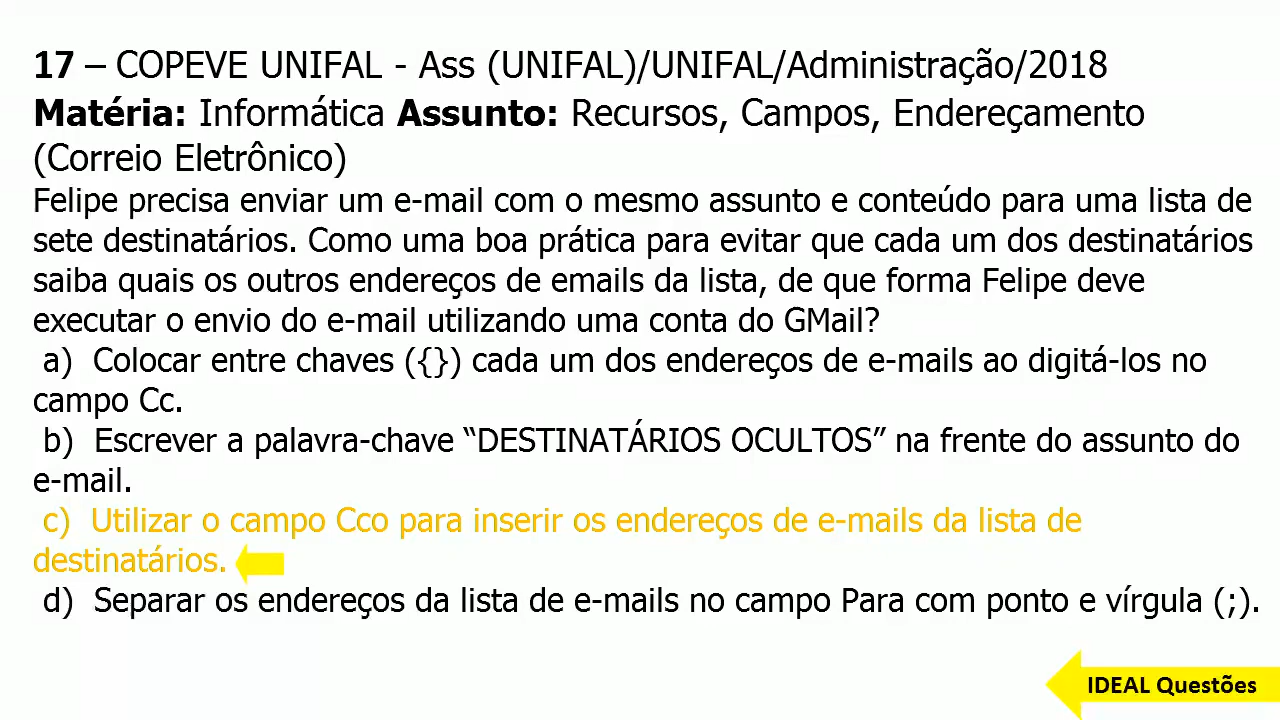 17 – COPEVE UNIFAL - Ass (UNIFAL)/UNIFAL/Administração/2018
Matéria: Informática Assunto: Recursos, Campos, Endereçamento
(Correio Eletrônico)
Felipe precisa enviar um e-mail com o mesmo assunto e conteúdo para uma lista de
sete destinatários. Como uma boa prática para evitar que cada um dos destinatários
saiba quais os outros endereços de emails da lista, de que forma Felipe deve
executar o envio do e-mail utilizando uma conta do GMail?
a) Colocar entre chaves ({}) cada um dos endereços de e-mails ao digitá-los no
campo Cc.
b) Escrever a palavra-chave “DESTINATÁRIOS OCULTOS” na frente do assunto do
e-mail.
c) Utilizar o campo Cco para inserir os endereços de e-mails da lista de
destinatários.
d) Separar os endereços da lista de e-mails no campo Para com ponto e vírgula (;).
IDEAL Questões